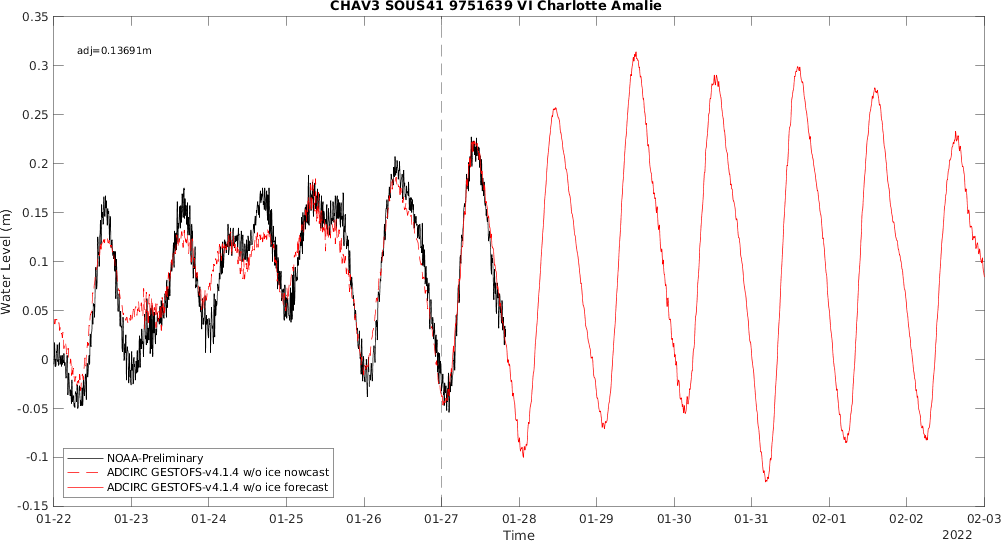 CHAV3 SOUS41 9751639 VI Charlotte Amalie
adj=0.13691m
0.35
0.3
0.25
0.2
0.15
0.1
0.05
0
-0.05
-0.1
-0.15
Water Level (m)
NOAA-Preliminary
ADCIRC GESTOFS-v4.1.4 w/o ice nowcast
ADCIRC GESTOFS-v4.1.4 w/o ice forecast
01-22 01-23 01-24 01-25 01-26 01-27 01-28 01-29 01-30 01-31 02-01 02-02 02-03
Time
2022